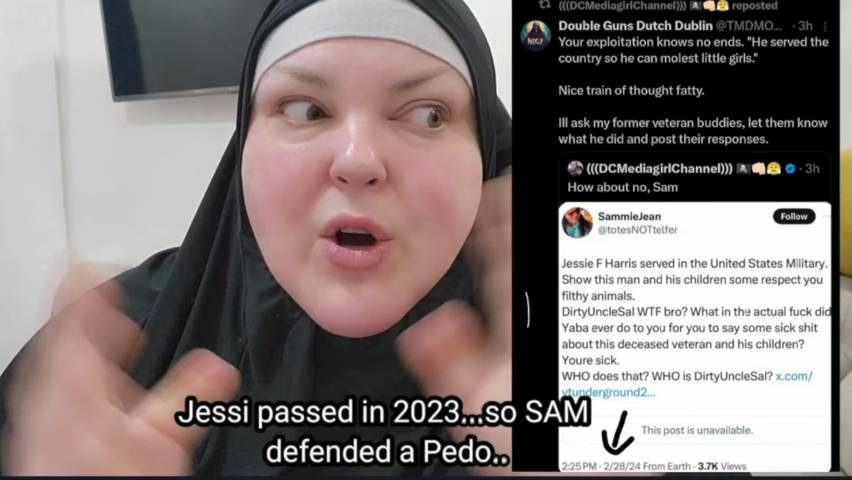 (((DCMediagirlChannel))) 🏴‍☠️👊🏻😤 reposted
Double Guns Dutch Dublin @TMDMO... · 3h
Your exploitation knows no ends. "He served the
country so he can molest little girls."
Nice train of thought fatty.
Ill ask my former veteran buddies, let them know
what he did and post their responses.
(((DCMediagirlChannel))) 🏴‍☠️👊🏻😤 · 3h
How about no, Sam
SammieJean
@totesNOTtelfer
Follow
Jessie F Harris served in the United States Military.
Show this man and his children some respect you
filthy animals.
DirtyUncleSal WTF bro? What in the actual fuck did
Yaba ever do to you for you to say some sick shit
about this deceased veteran and his children?
Youre sick.
WHO does that? WHO is DirtyUncleSal? x.com/
vtunderground2...
This post is unavailable.
2:25 PM · 2/28/24 From Earth · 3.7K Views
Jessi passed in 2023...so SAM
defended a Pedo..